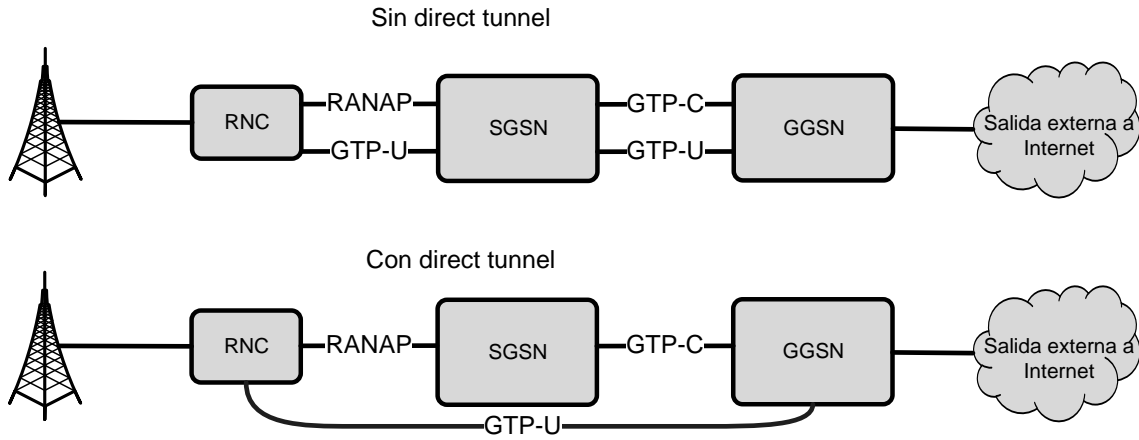 Sin direct tunnel
RANAP
GTP-C
RNC
SGSN
GGSN
Salida externa a
Internet
GTP-U
GTP-U
Con direct tunnel
RNC
RANAP
SGSN
GTP-C
GGSN
Salida externa a
Internet
GTP-U